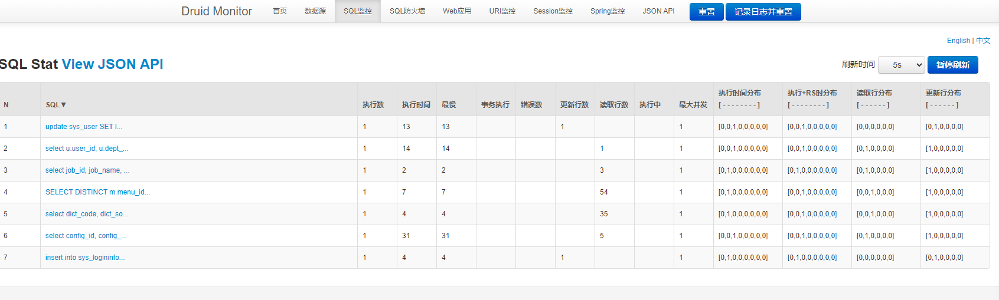 Druid Monitor 首页 数据源 SQL监控 SQL防火墙 Web应用 URI监控 Session监控 Spring监控 JSON API 重置 记录日志并重置
English | 中文
SQL Stat View JSON API 刷新时间 5s 暂停刷新
N SQL▼ 执行数 执行时间 最慢 事务执行 错误数 更新行数 读取行数 执行中 最大并发 执行时间分布 [ - - - - - - - - ] 执行+RS时分布 [ - - - - - - - - ] 读取行分布 [ - - - - - - ] 更新行分布 [ - - - - - - ]
1 update sys_user SET l... 1 13 13 1 1 [0,0,1,0,0,0,0,0] [0,0,1,0,0,0,0,0] [0,0,0,0,0,0] [0,1,0,0,0,0]
2 select u.user_id, u.dept_... 1 14 14 1 1 [0,0,1,0,0,0,0,0] [0,0,1,0,0,0,0,0] [0,1,0,0,0,0] [1,0,0,0,0,0]
3 select job_id, job_name, ... 1 2 2 3 1 [0,1,0,0,0,0,0,0] [0,1,0,0,0,0,0,0] [0,1,0,0,0,0] [1,0,0,0,0,0]
4 SELECT DISTINCT m.menu_id... 1 7 7 54 1 [0,1,0,0,0,0,0,0] [0,0,1,0,0,0,0,0] [0,0,1,0,0,0] [1,0,0,0,0,0]
5 select dict_code, dict_so... 1 4 4 35 1 [0,1,0,0,0,0,0,0] [0,0,1,0,0,0,0,0] [0,0,1,0,0,0] [1,0,0,0,0,0]
6 select config_id, config_... 1 31 31 5 1 [0,0,1,0,0,0,0,0] [0,0,1,0,0,0,0,0] [0,1,0,0,0,0] [1,0,0,0,0,0]
7 insert into sys_logininfo... 1 4 4 1 1 [0,1,0,0,0,0,0,0] [0,1,0,0,0,0,0,0] [0,0,0,0,0,0] [0,1,0,0,0,0]